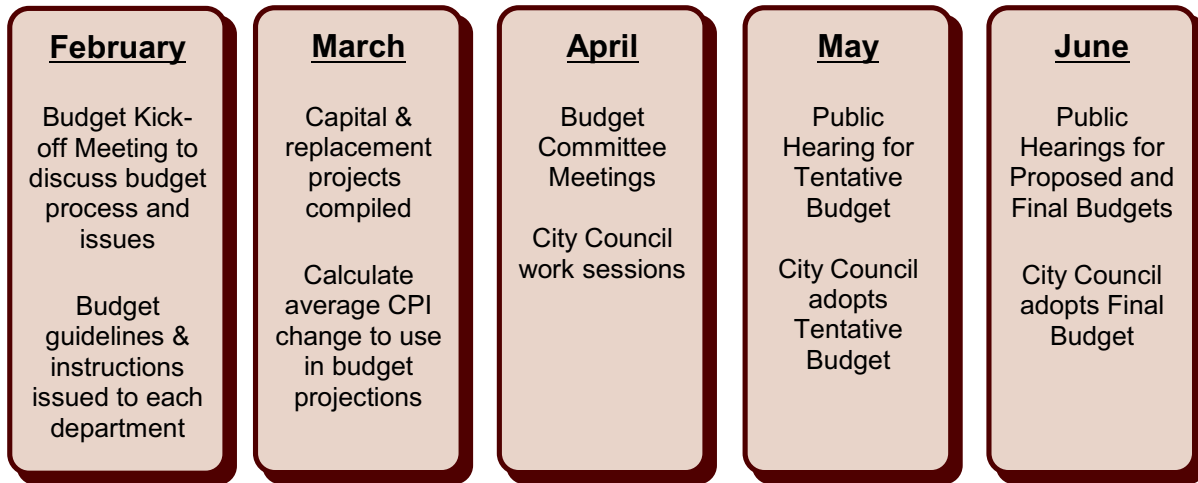 February
Budget Kick-
off Meeting to
discuss budget
process and
issues
Budget
guidelines &
instructions
issued to each
department
March
Capital &
replacement
projects
compiled
Calculate
average CPI
change to use
in budget
projections
April
Budget
Committee
Meetings
City Council
work sessions
May
Public
Hearing for
Tentative
Budget
City Council
adopts
Tentative
Budget
June
Public
Hearings for
Proposed and
Final Budgets
City Council
adopts Final
Budget